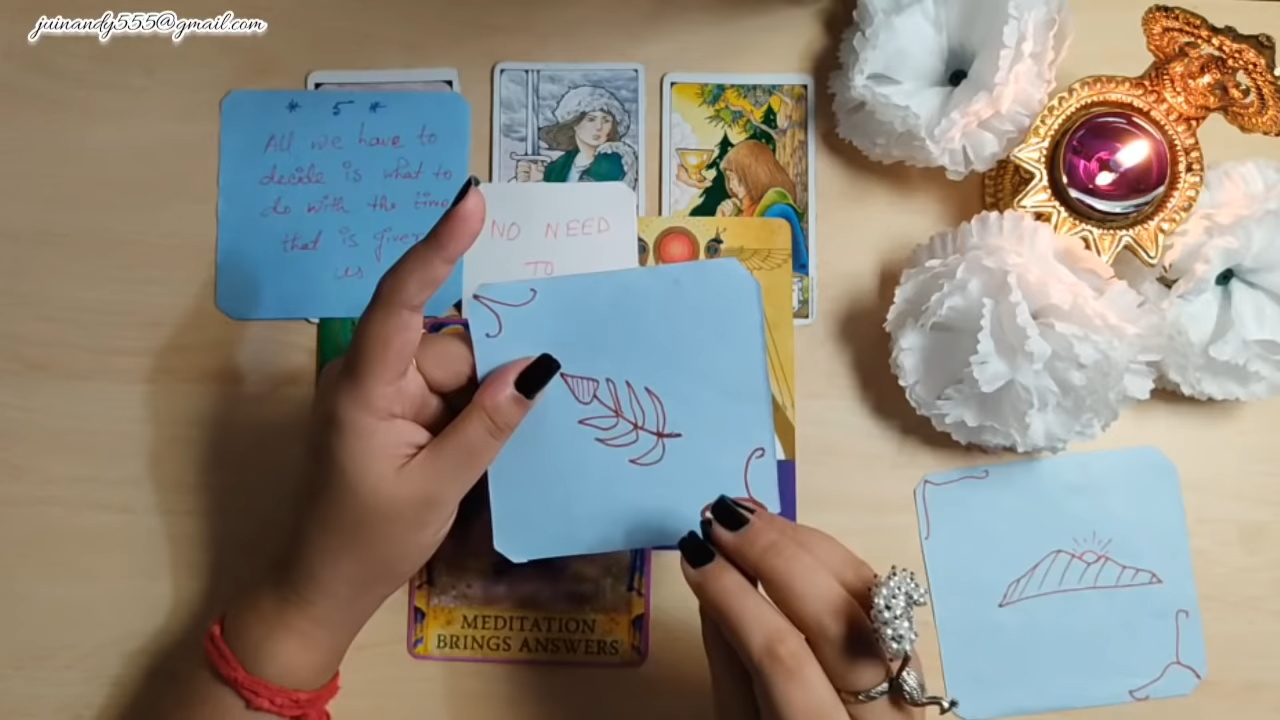 juinandy555@gmail.com
* 5 *
All we have to
decide is what to
do with the time
that is given
us
NO NEED
TO
MEDITATION
BRINGS ANSWERS